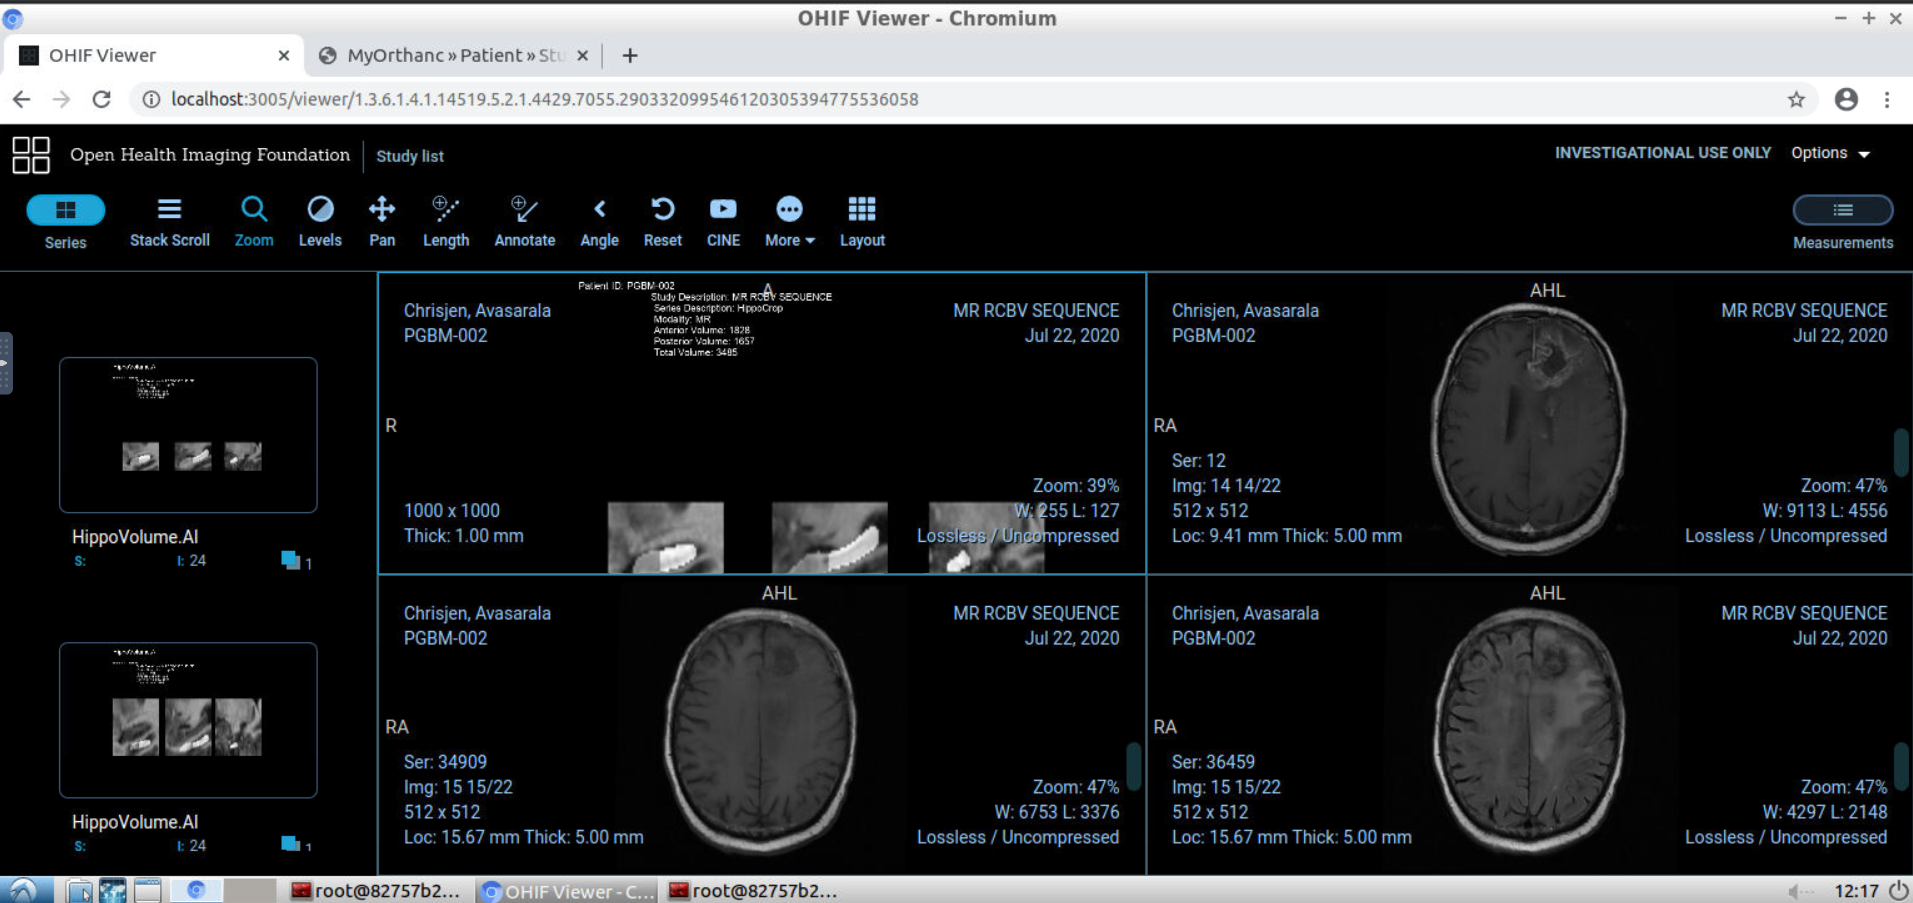 OHIF Viewer - Chromium
OHIF Viewer
MyOrthanc » Patient » Stu
localhost:3005/viewer/1.3.6.1.4.1.14519.5.2.1.4429.7055.290332099546120305394775536058
Open Health Imaging Foundation
Study list
INVESTIGATIONAL USE ONLY
Options
Series
Stack Scroll
Zoom
Levels
Pan
Length
Annotate
Angle
Reset
CINE
More
Layout
Measurements
HippoVolume.AI
S:
I: 24
1
HippoVolume.AI
S:
I: 24
1
Patient ID: PGBM-002
A
Study Description: MR RCBV SEQUENCE
Series Description: HippoCrop
Modality: MR
Anterior Volume: 1828
Posterior Volume: 1657
Total Volume: 3485
Chrisjen, Avasarala
PGBM-002
MR RCBV SEQUENCE
Jul 22, 2020
R
1000 x 1000
Thick: 1.00 mm
Zoom: 39%
W: 255 L: 127
Lossless / Uncompressed
AHL
Chrisjen, Avasarala
PGBM-002
MR RCBV SEQUENCE
Jul 22, 2020
RA
Ser: 12
Img: 14 14/22
512 x 512
Loc: 9.41 mm Thick: 5.00 mm
Zoom: 47%
W: 9113 L: 4556
Lossless / Uncompressed
AHL
Chrisjen, Avasarala
PGBM-002
MR RCBV SEQUENCE
Jul 22, 2020
RA
Ser: 34909
Img: 15 15/22
512 x 512
Loc: 15.67 mm Thick: 5.00 mm
Zoom: 47%
W: 6753 L: 3376
Lossless / Uncompressed
AHL
Chrisjen, Avasarala
PGBM-002
MR RCBV SEQUENCE
Jul 22, 2020
RA
Ser: 36459
Img: 15 15/22
512 x 512
Loc: 15.67 mm Thick: 5.00 mm
Zoom: 47%
W: 4297 L: 2148
Lossless / Uncompressed
root@82757b2...
OHIF Viewer - C...
root@82757b2...
12:17